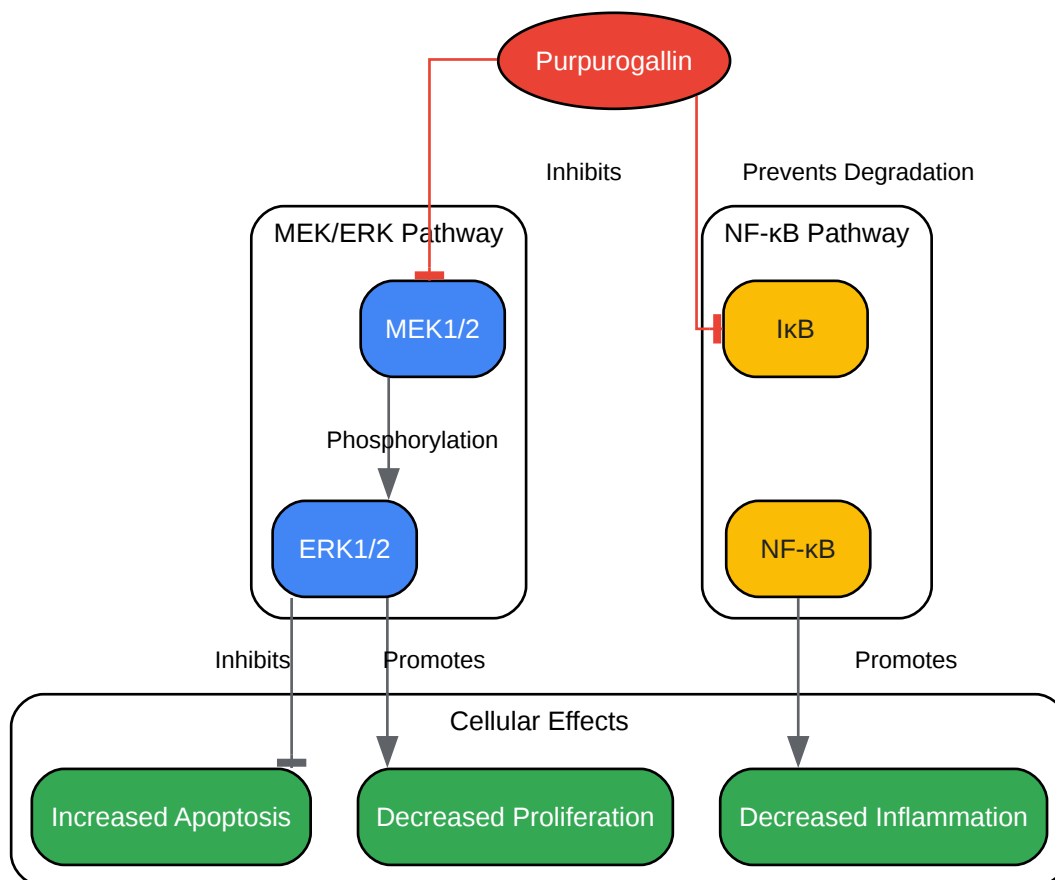 Purpurogallin
Inhibits
Prevents Degradation
MEK/ERK Pathway
NF-κB Pathway
MEK1/2
IκB
Phosphorylation
ERK1/2
NF-κB
Inhibits
Promotes
Promotes
Cellular Effects
Increased Apoptosis
Decreased Proliferation
Decreased Inflammation